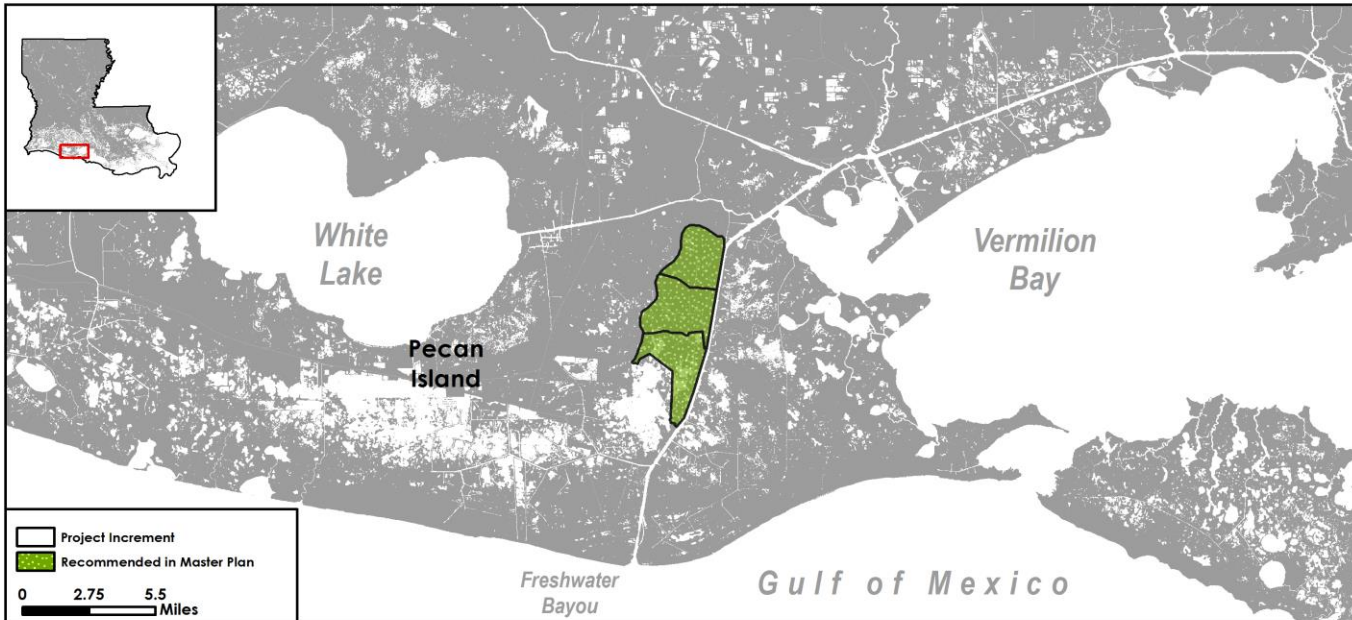 White
Lake
Vermilion
Bay
Pecan
Island
Project Increment
Recommended in Master Plan
0 2.75 5.5
Miles
Freshwater
Bayou
Gulf of Mexico